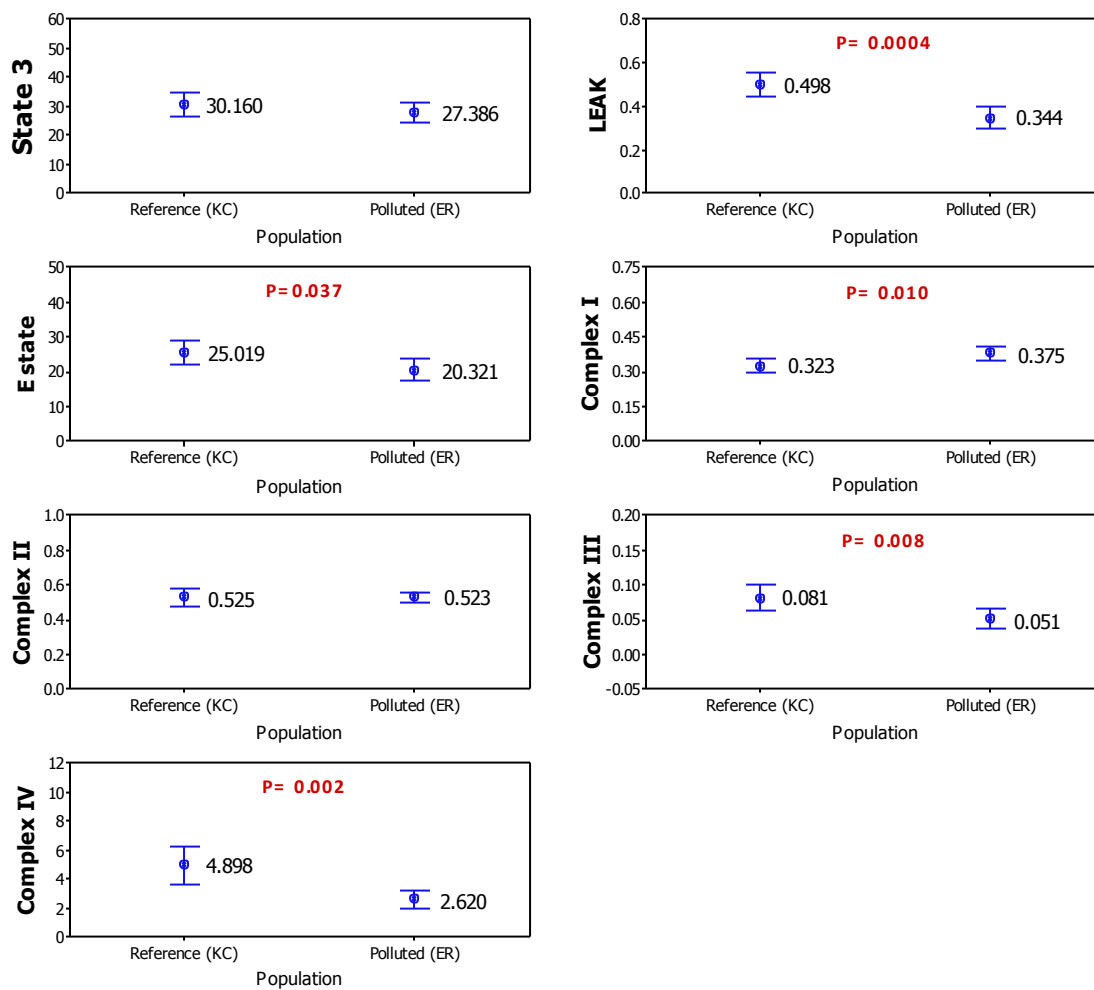 State 3
60
50
40
30
20
10
0
30.160
27.386
Reference (KC) Polluted (ER)
Population
LEAK
0.8
0.6
0.4
0.2
0.0
P= 0.0004
0.498
0.344
Reference (KC) Polluted (ER)
Population
E state
50
40
30
20
10
0
P= 0.037
25.019
20.321
Reference (KC) Polluted (ER)
Population
Complex I
0.75
0.60
0.45
0.30
0.15
0.00
P= 0.010
0.323
0.375
Reference (KC) Polluted (ER)
Population
Complex II
1.0
0.8
0.6
0.4
0.2
0.0
0.525
0.523
Reference (KC) Polluted (ER)
Population
Complex III
0.20
0.15
0.10
0.05
0.00
-0.05
P= 0.008
0.081
0.051
Reference (KC) Polluted (ER)
Population
Complex IV
12
10
8
6
4
2
0
P= 0.002
4.898
2.620
Reference (KC) Polluted (ER)
Population